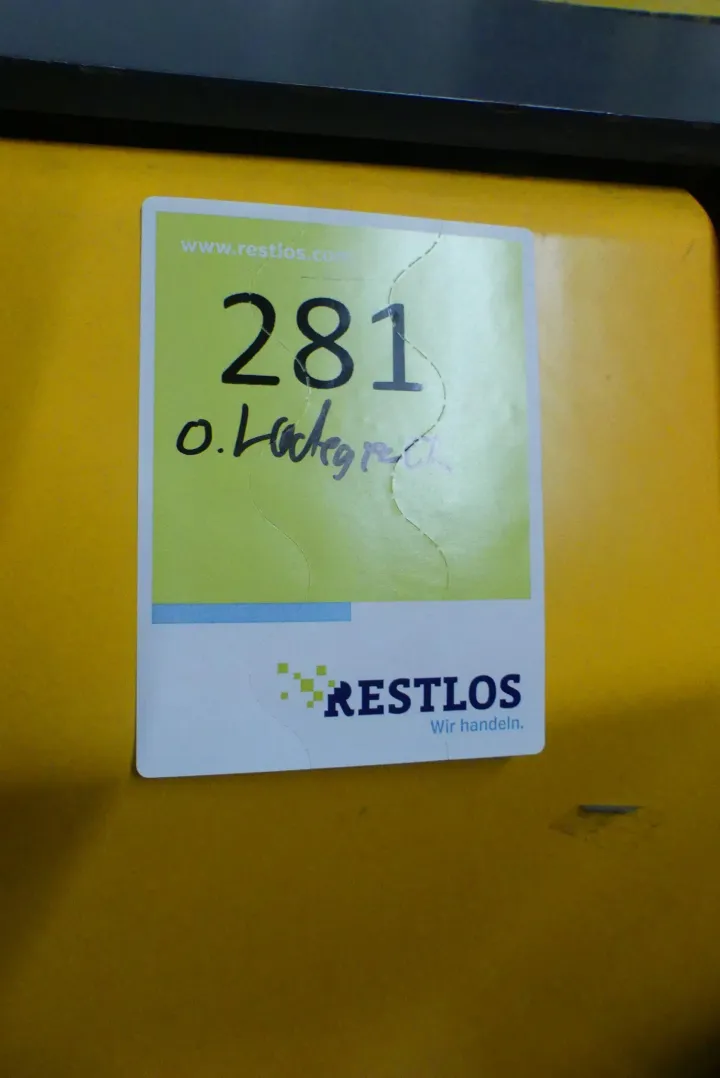 www.restlos.com
281
o. Ladegerät
RESTLOS
Wir handeln.